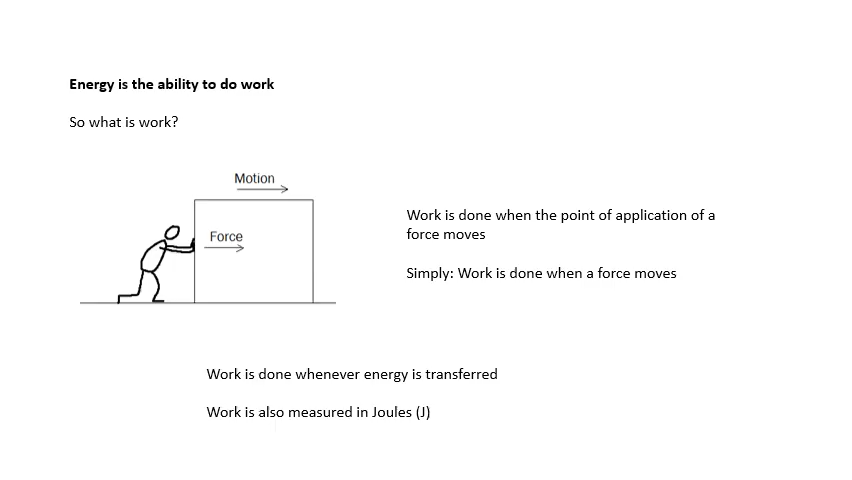 Energy is the ability to do work
So what is work?
Motion
Force
Work is done when the point of application of a
force moves
Simply: Work is done when a force moves
Work is done whenever energy is transferred
Work is also measured in Joules (J)